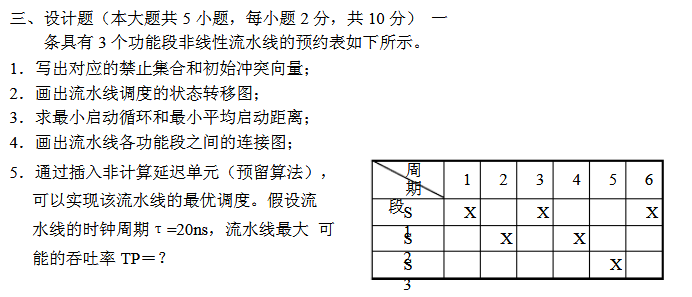 三、设计题（本大题共 5 小题，每小题 2 分，共 10 分） 一
条具有 3 个功能段非线性流水线的预约表如下所示。
1．写出对应的禁止集合和初始冲突向量；
2．画出流水线调度的状态转移图；
3．求最小启动循环和最小平均启动距离；
4．画出流水线各功能段之间的连接图；
5．通过插入非计算延迟单元（预留算法），
可以实现该流水线的最优调度。假设流
水线的时钟周期 τ=20ns，流水线最大 可
能的吞吐率 TP＝？
周期 1 2 3 4 5 6
段
S1 X X X
S2 X X
S3 X